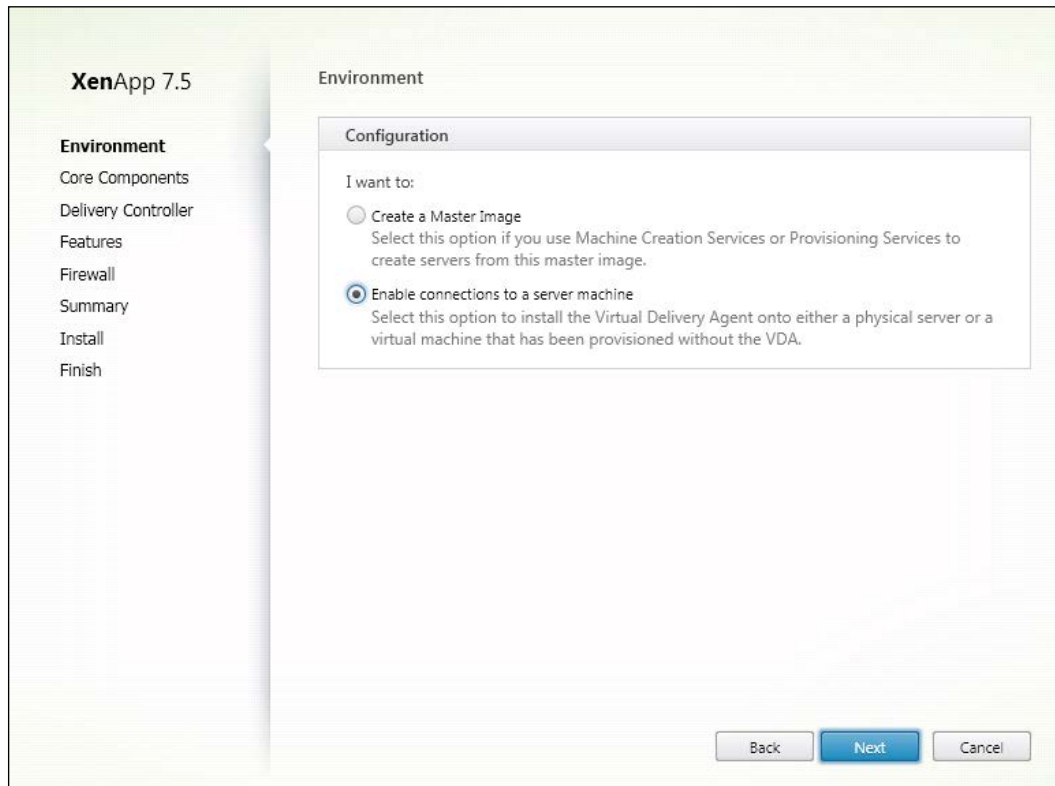 XenApp 7.5
Environment
Core Components
Delivery Controller
Features
Firewall
Summary
Install
Finish
Environment
Configuration
I want to:
Create a Master Image
Select this option if you use Machine Creation Services or Provisioning Services to
create servers from this master image.
Enable connections to a server machine
Select this option to install the Virtual Delivery Agent onto either a physical server or a
virtual machine that has been provisioned without the VDA.
Back
Next
Cancel